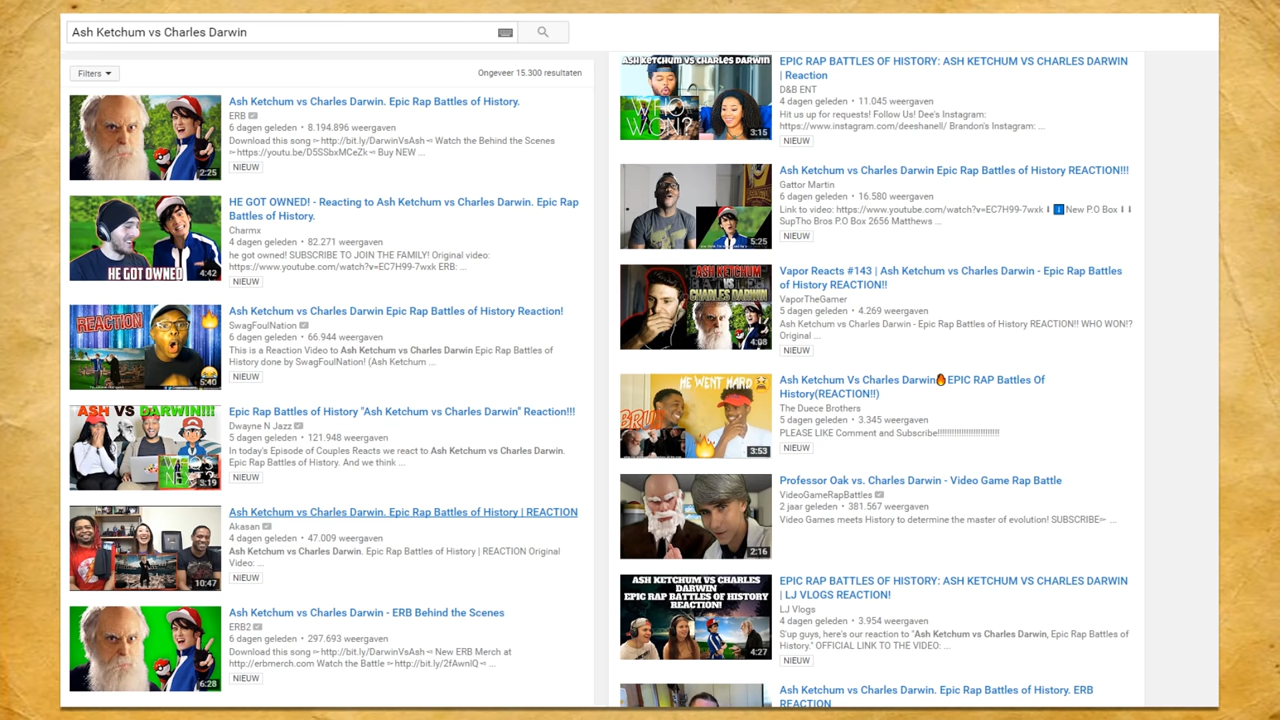 Ash Ketchum vs Charles Darwin
Filters
Ongeveer 15.300 resultaten
2:25
Ash Ketchum vs Charles Darwin. Epic Rap Battles of History.
ERB
6 dagen geleden • 8.194.896 weergaven
Download this song ➳ http://bit.ly/DarwinVsAsh ➳ Watch the Behind the Scenes
➳ https://youtu.be/D5SSbxMCeZk ➳ Buy NEW ...
NIEUW
HE GOT OWNED
4:42
HE GOT OWNED! - Reacting to Ash Ketchum vs Charles Darwin. Epic Rap
Battles of History.
Charmx
4 dagen geleden • 82.271 weergaven
he got owned! SUBSCRIBE TO JOIN THE FAMILY! Original video:
https://www.youtube.com/watch?v=EC7H99-7wxk ERB: ...
NIEUW
REACTION
5:40
Ash Ketchum vs Charles Darwin Epic Rap Battles of History Reaction!
SwagFoulNation
6 dagen geleden • 66.944 weergaven
This is a Reaction Video to Ash Ketchum vs Charles Darwin Epic Rap Battles of
History done by SwagFoulNation! (Ash Ketchum ...
NIEUW
ASH VS DARWIN!!!
WHO'S
NEXT?
3:19
Epic Rap Battles of History "Ash Ketchum vs Charles Darwin" Reaction!!!
Dwayne N Jazz
5 dagen geleden • 121.948 weergaven
In today's Episode of Couples Reacts we react to Ash Ketchum vs Charles Darwin.
Epic Rap Battles of History. And we think ...
NIEUW
10:47
Ash Ketchum vs Charles Darwin. Epic Rap Battles of History | REACTION
Akasan
4 dagen geleden • 47.009 weergaven
Ash Ketchum vs Charles Darwin. Epic Rap Battles of History | REACTION Original
Video: ...
NIEUW
6:28
Ash Ketchum vs Charles Darwin - ERB Behind the Scenes
ERB2
6 dagen geleden • 297.693 weergaven
Download this song ➳ http://bit.ly/DarwinVsAsh ➳ New ERB Merch at
http://erbmerch.com Watch the Battle ➳ http://bit.ly/2fAwnlQ ➳ ...
NIEUW
ASH KETCHUM VS CHARLES DARWIN
WHO
WON?
3:15
EPIC RAP BATTLES OF HISTORY: ASH KETCHUM VS CHARLES DARWIN
| Reaction
D&B ENT
4 dagen geleden • 11.045 weergaven
Hit us up for requests! Follow Us! Dee's Instagram:
https://www.instagram.com/deeshanell/ Brandon's Instagram: ...
NIEUW
5:25
Ash Ketchum vs Charles Darwin Epic Rap Battles of History REACTION!!!
Gattor Martin
6 dagen geleden • 16.580 weergaven
Link to video: https://www.youtube.com/watch?v=EC7H99-7wxk ⬇ ℹ New P.O Box ⬇ ⬇
SupTho Bros P.O Box 2656 Matthews ...
NIEUW
ASH KETCHUM
VS
CHARLES DARWIN
4:08
Vapor Reacts #143 | Ash Ketchum vs Charles Darwin - Epic Rap Battles
of History REACTION!!
VaporTheGamer
5 dagen geleden • 4.269 weergaven
Ash Ketchum vs Charles Darwin - Epic Rap Battles of History REACTION!! WHO WON!?
Original ...
NIEUW
HE WENT HARD
BRUH
3:53
Ash Ketchum Vs Charles Darwin🔥EPIC RAP Battles Of
History(REACTION!!)
The Duece Brothers
5 dagen geleden • 3.345 weergaven
PLEASE LIKE Comment and Subscribe!!!!!!!!!!!!!!!!!!!!!!!!!!!
NIEUW
2:16
Professor Oak vs. Charles Darwin - Video Game Rap Battle
VideoGameRapBattles
2 jaar geleden • 381.567 weergaven
Video Games meets History to determine the master of evolution! SUBSCRIBE➳ ...
ASH KETCHUM VS CHARLES
DARWIN
EPIC RAP BATTLES OF HISTORY
REACTION!
4:27
EPIC RAP BATTLES OF HISTORY: ASH KETCHUM VS CHARLES DARWIN
| LJ VLOGS REACTION!
LJ Vlogs
4 dagen geleden • 3.954 weergaven
S'up guys, here's our reaction to "Ash Ketchum vs Charles Darwin, Epic Rap Battles of
History." OFFICIAL LINK TO THE VIDEO: ...
NIEUW
Ash Ketchum vs Charles Darwin. Epic Rap Battles of History. ERB
REACTION